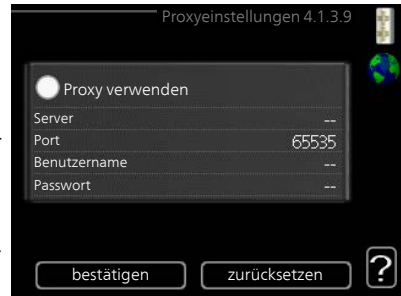 Proxyeinstellungen 4.1.3.9
Proxy verwenden
Server --
Port 65535
Benutzername --
Passwort --
bestätigen zurücksetzen ?